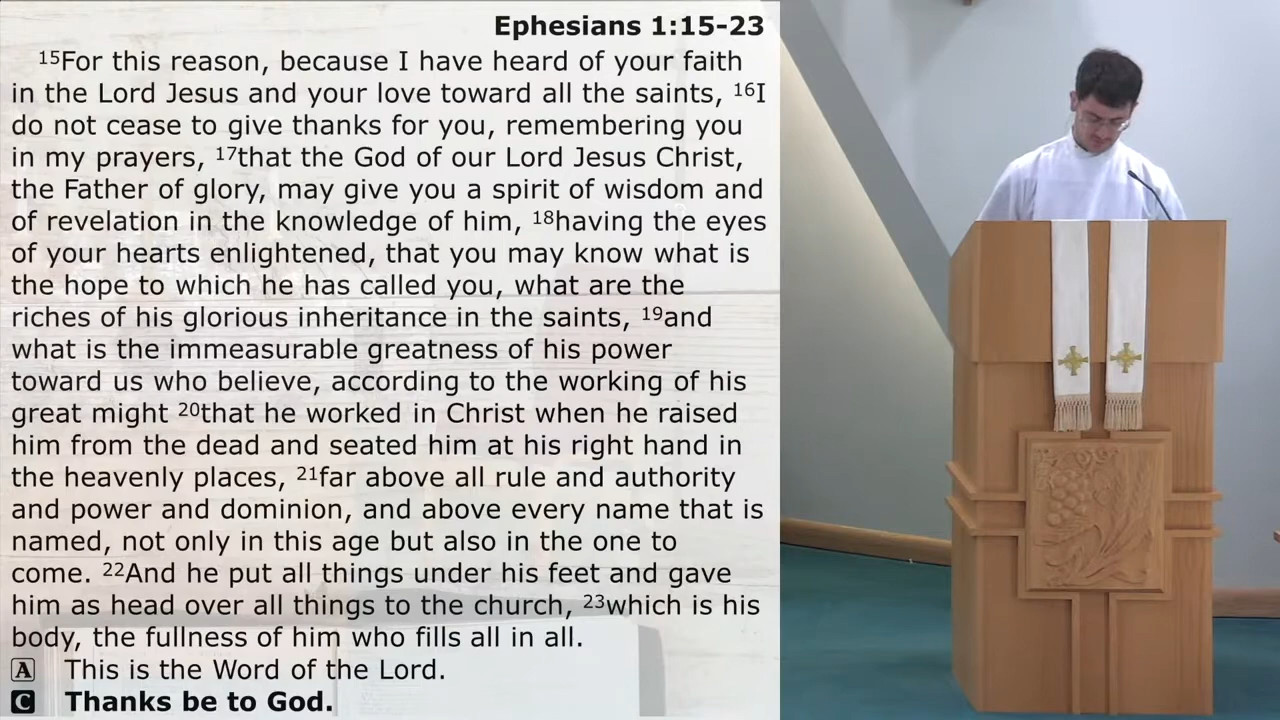 Ephesians 1:15-23
15For this reason, because I have heard of your faith
in the Lord Jesus and your love toward all the saints, 16I
do not cease to give thanks for you, remembering you
in my prayers, 17that the God of our Lord Jesus Christ,
the Father of glory, may give you a spirit of wisdom and
of revelation in the knowledge of him, 18having the eyes
of your hearts enlightened, that you may know what is
the hope to which he has called you, what are the
riches of his glorious inheritance in the saints, 19and
what is the immeasurable greatness of his power
toward us who believe, according to the working of his
great might 20that he worked in Christ when he raised
him from the dead and seated him at his right hand in
the heavenly places, 21far above all rule and authority
and power and dominion, and above every name that is
named, not only in this age but also in the one to
come. 22And he put all things under his feet and gave
him as head over all things to the church, 23which is his
body, the fullness of him who fills all in all.
A This is the Word of the Lord.
C Thanks be to God.